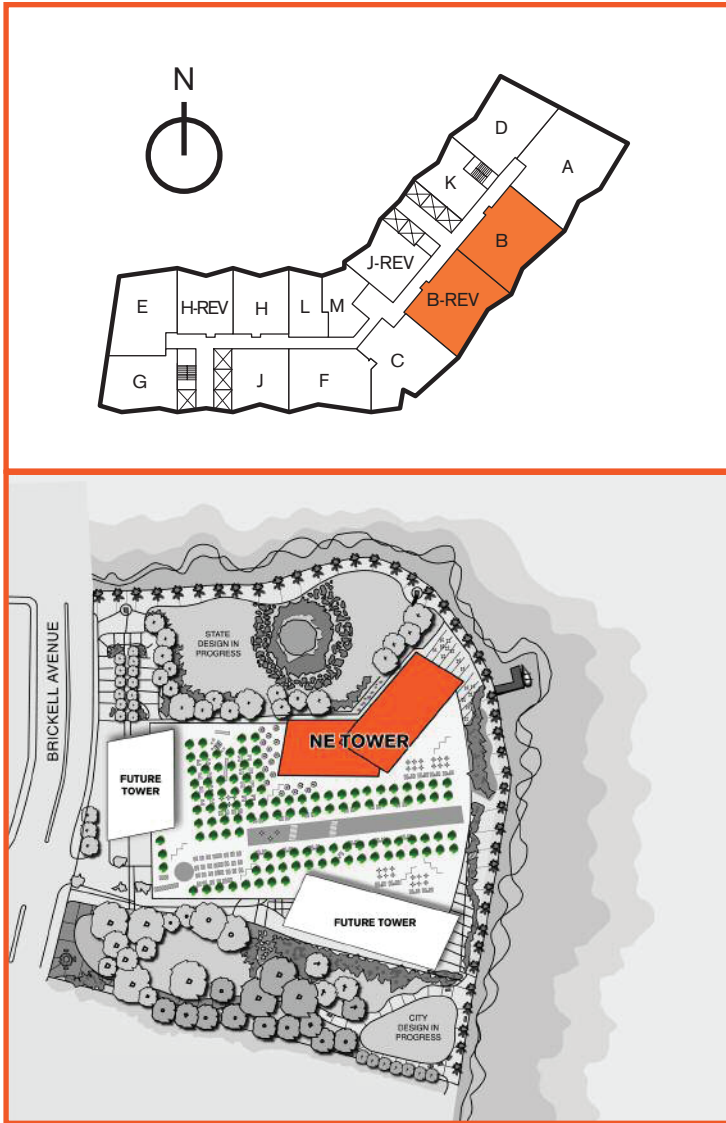 N
D
A
K
B
J-REV
B-REV
E
H-REV
H
L
M
C
G
J
F
BRICKELL AVENUE
STATE
DESIGN IN
PROGRESS
NE TOWER
FUTURE
TOWER
FUTURE TOWER
CITY
DESIGN IN
PROGRESS